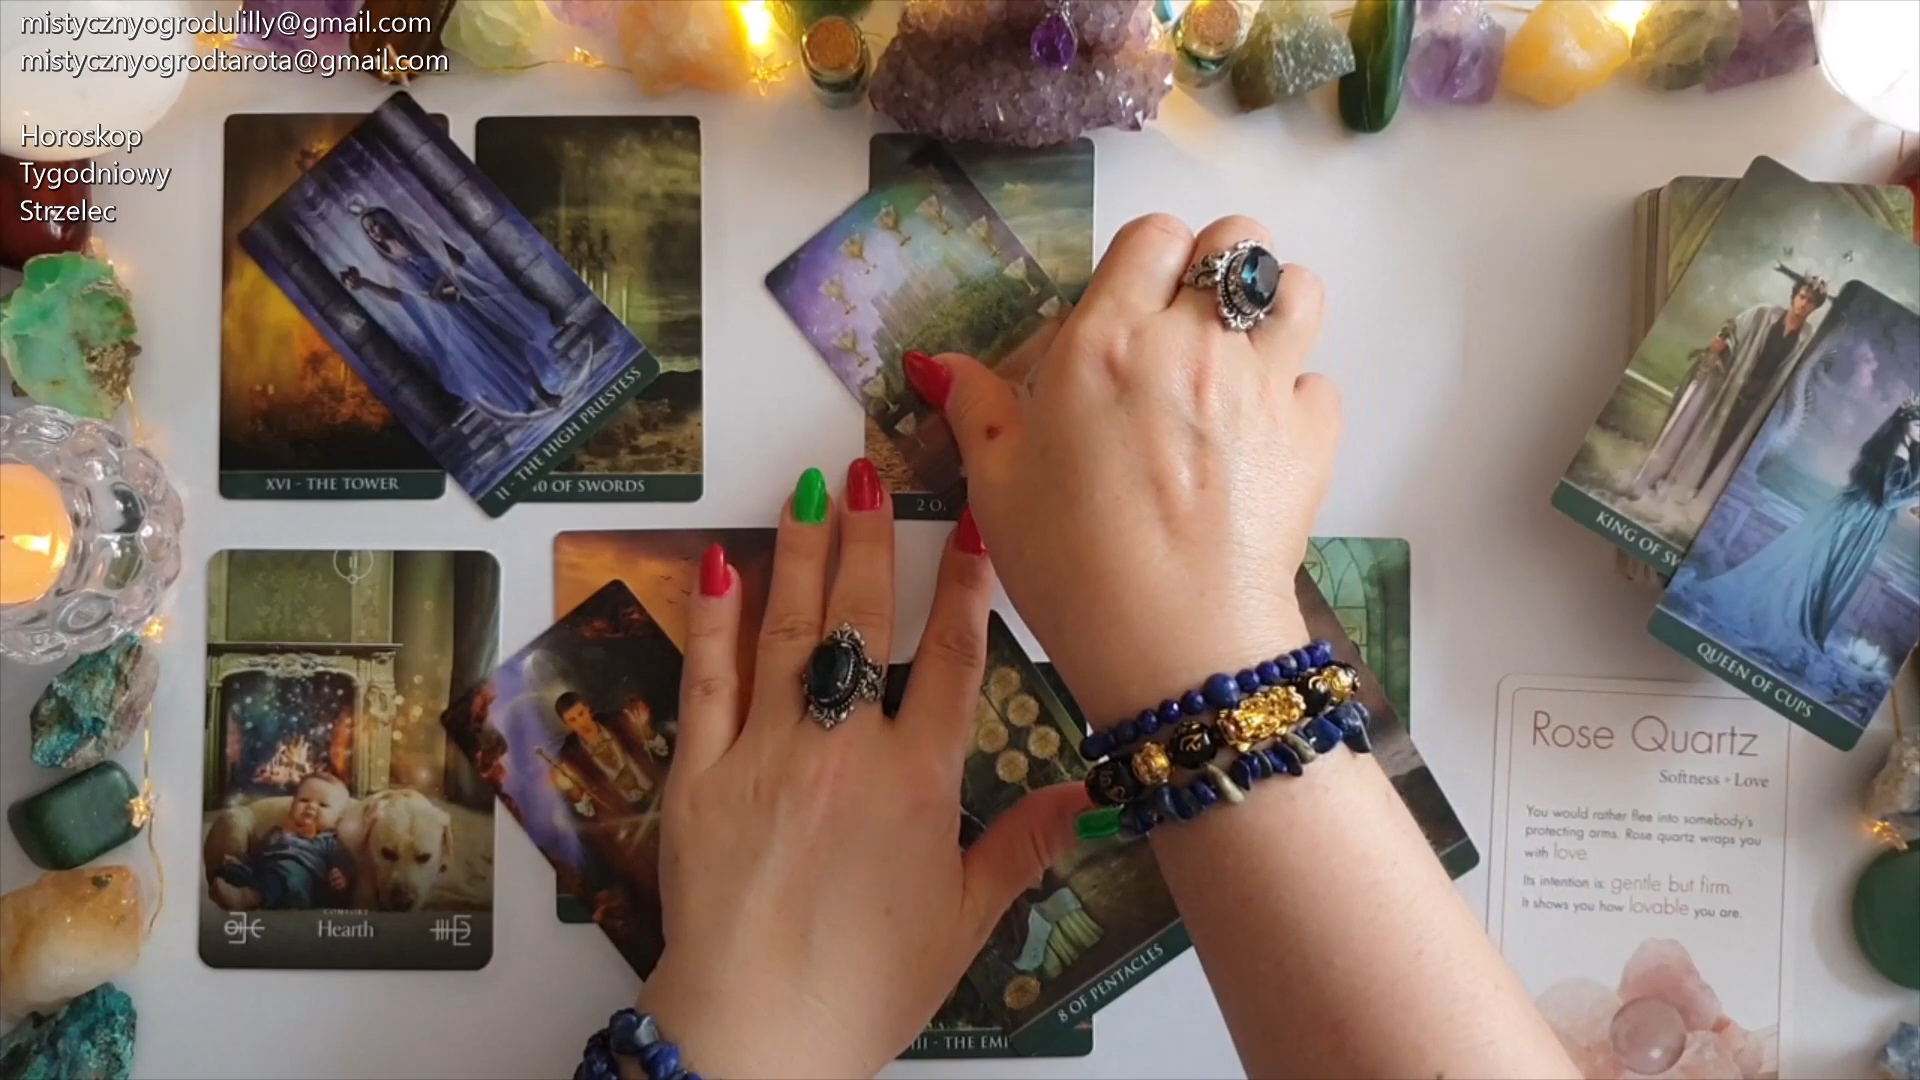 mistycznyogrodulilly@gmail.com
mistycznyogrodtarota@gmail.com
Horoskop
Tygodniowy
Strzelec
XVI - THE TOWER
II - THE HIGH PRIESTESS
10 OF SWORDS
2 O
KING OF SW
QUEEN OF CUPS
COMFORT
Hearth
8 OF PENTACLES
III - THE EM
Rose Quartz
Softness + Love
You would rather flee into somebody's
protecting arms. Rose quartz wraps you
with love.
Its intention is: gentle but firm.
It shows you how lovable you are.